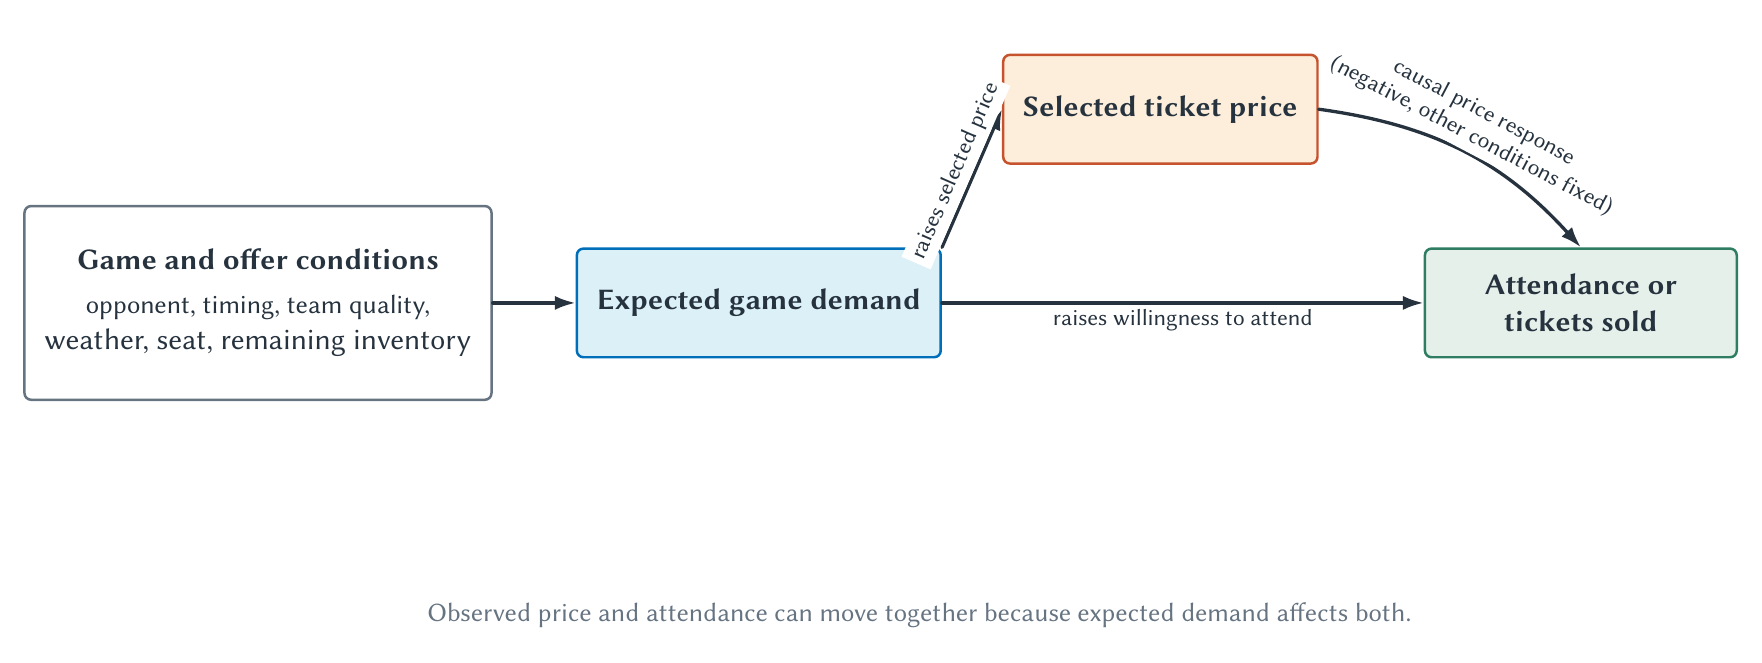 Game and offer conditions
opponent, timing, team quality,
weather, seat, remaining inventory
Expected game demand
raises selected price
Selected ticket price
causal price response
(negative, other conditions fixed)
raises willingness to attend
Attendance or
tickets sold
Observed price and attendance can move together because expected demand affects both.